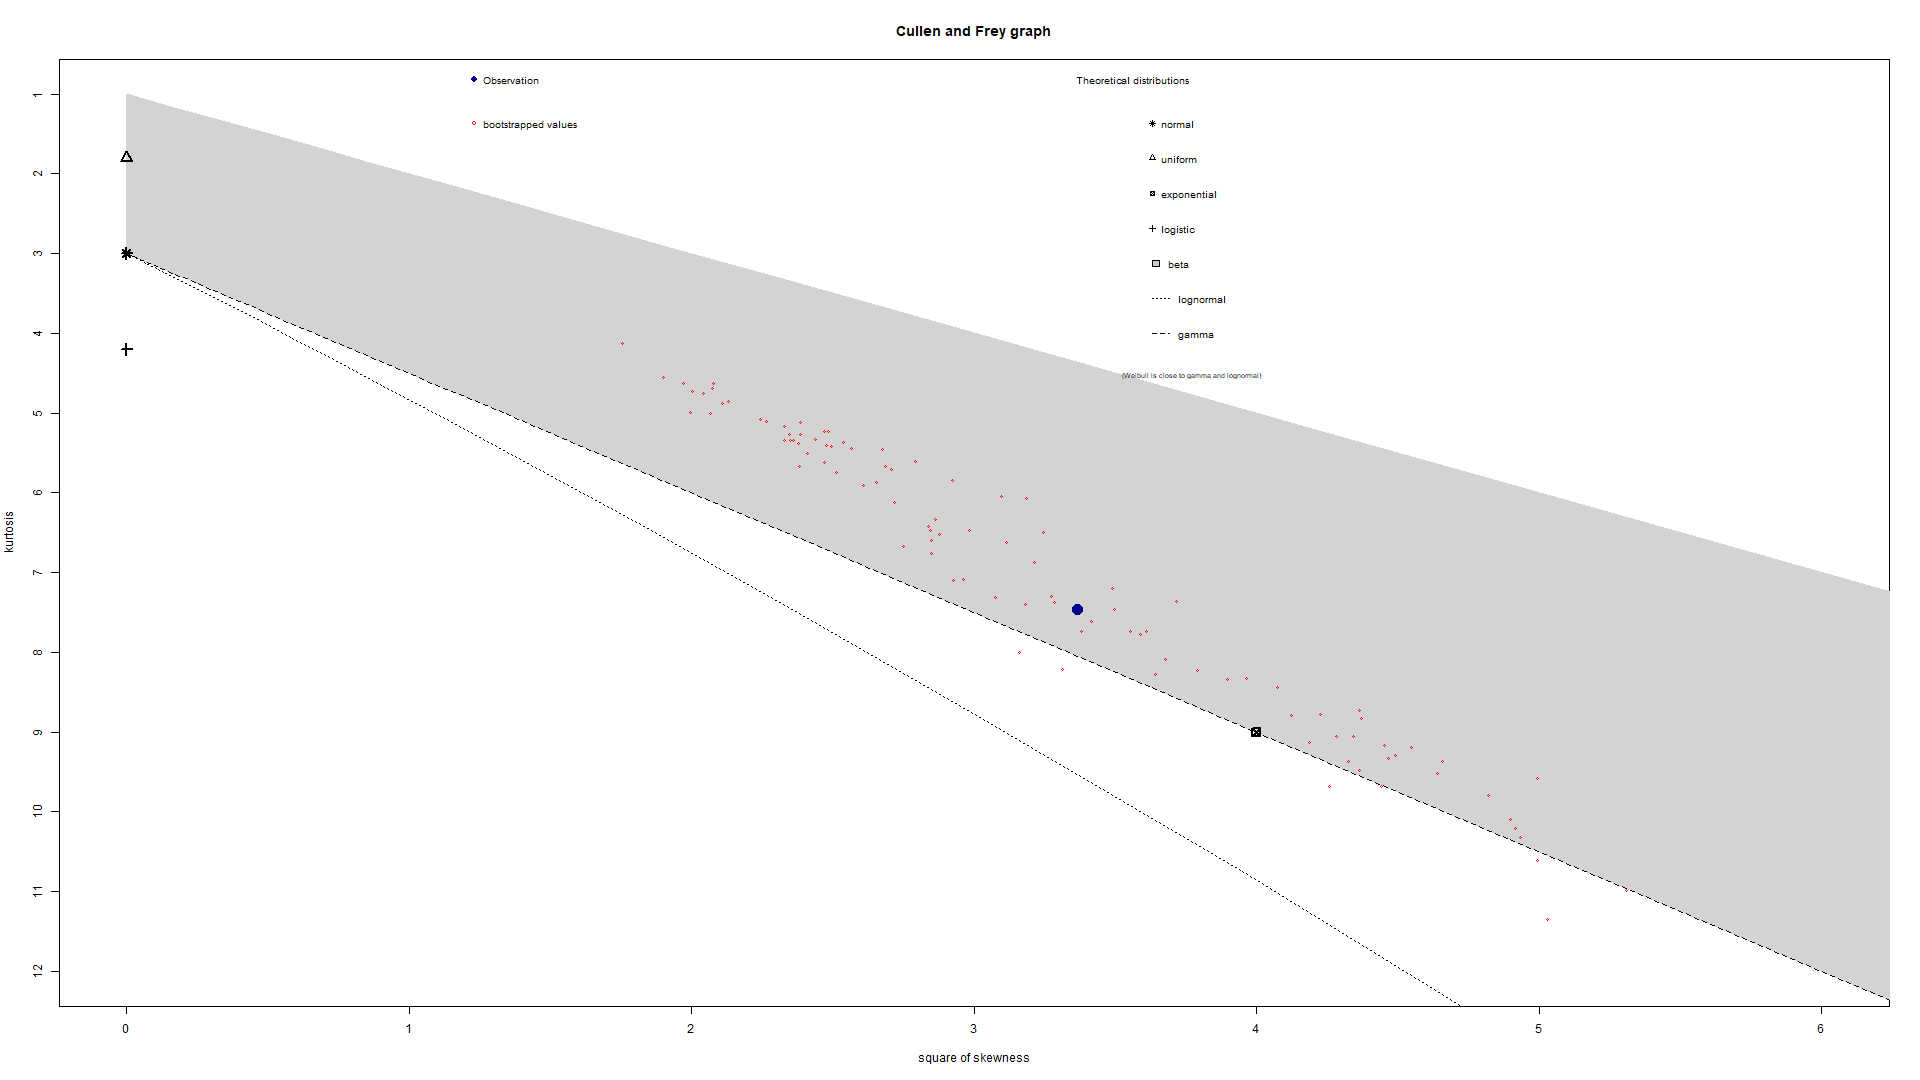 Cullen and Frey graph
Observation
bootstrapped values
Theoretical distributions
normal
uniform
exponential
logistic
beta
lognormal
gamma
(Weibull is close to gamma and lognormal)
kurtosis
1
2
3
4
5
6
7
8
9
10
11
12
0 1 2 3 4 5 6
square of skewness